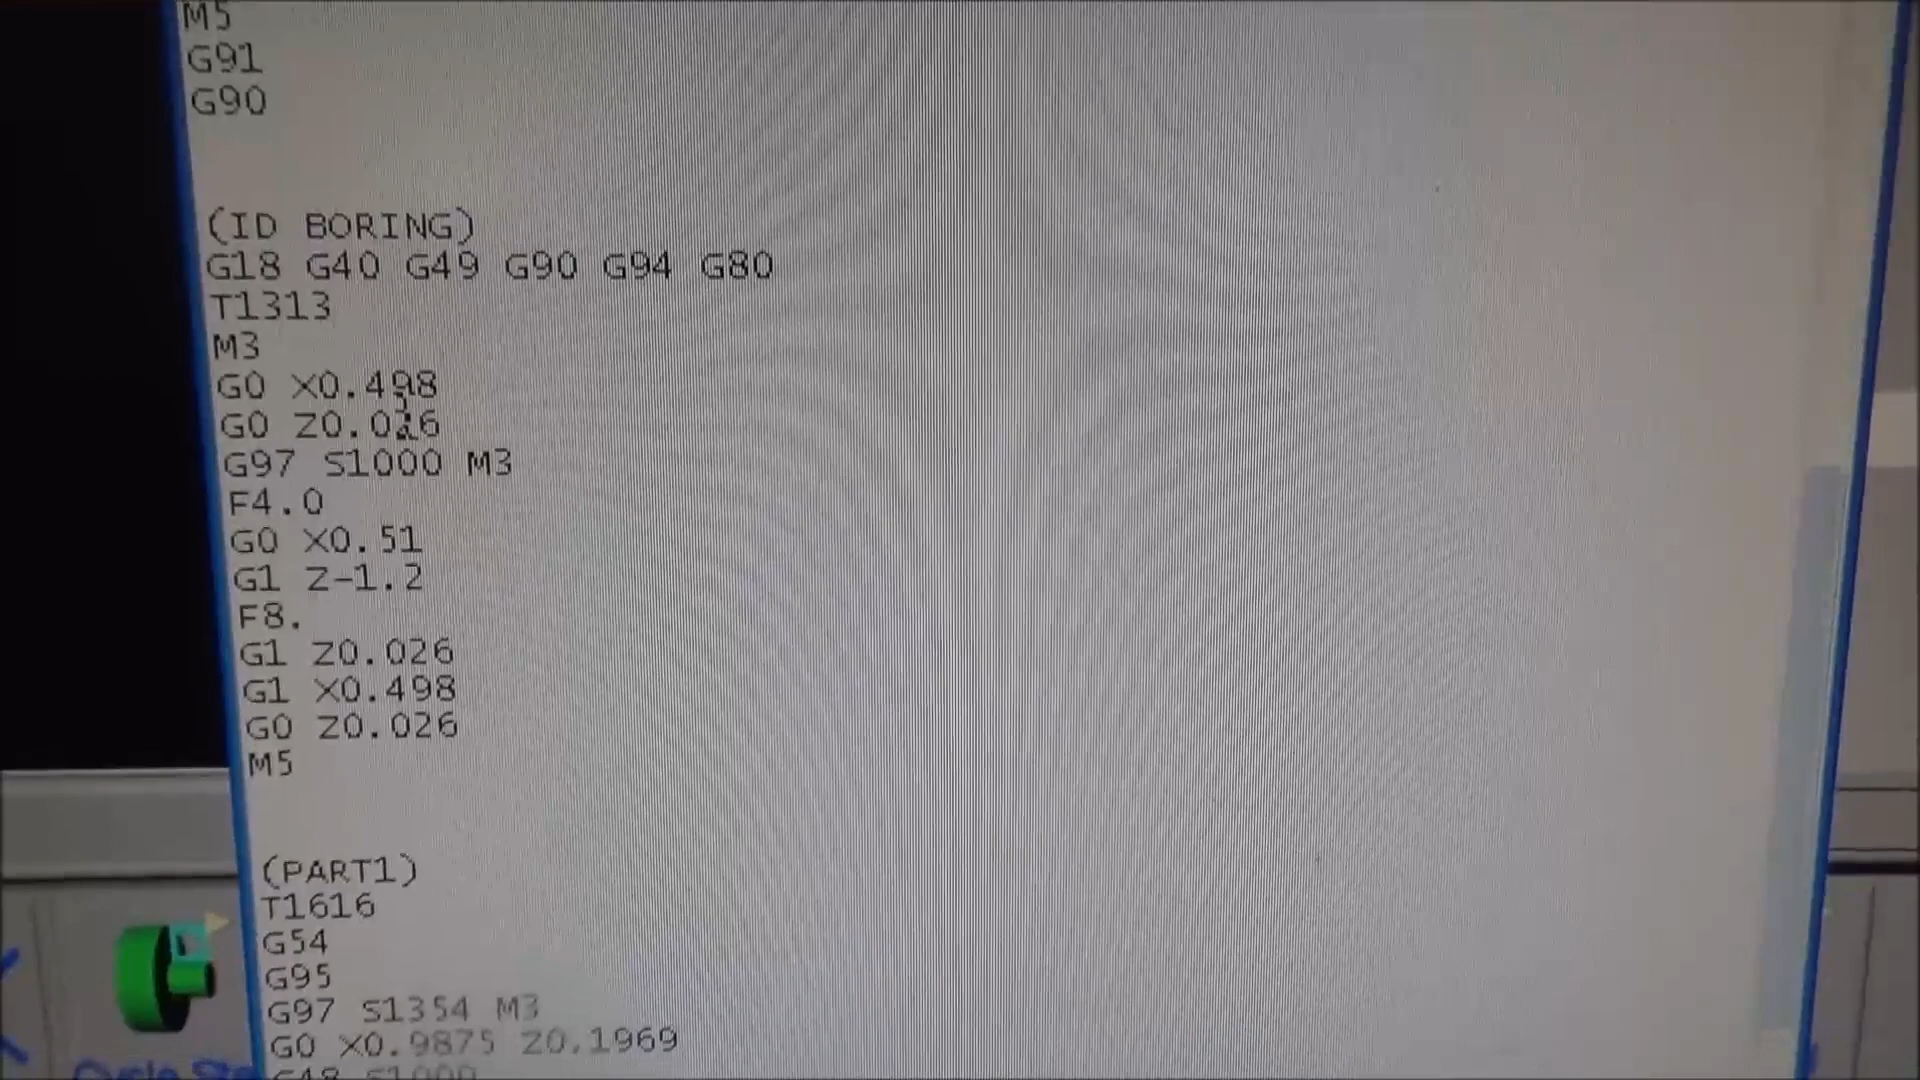 M5
G91
G90
(ID BORING)
G18 G40 G49 G90 G94 G80
T1313
M3
G0 X0.498
G0 Z0.026
G97 S1000 M3
F4.0
G0 X0.51
G1 Z-1.2
F8.
G1 Z0.026
G1 X0.498
G0 Z0.026
M5
(PART1)
T1616
G54
G95
G97 S1354 M3
G0 X0.9875 Z0.1969
Cycle